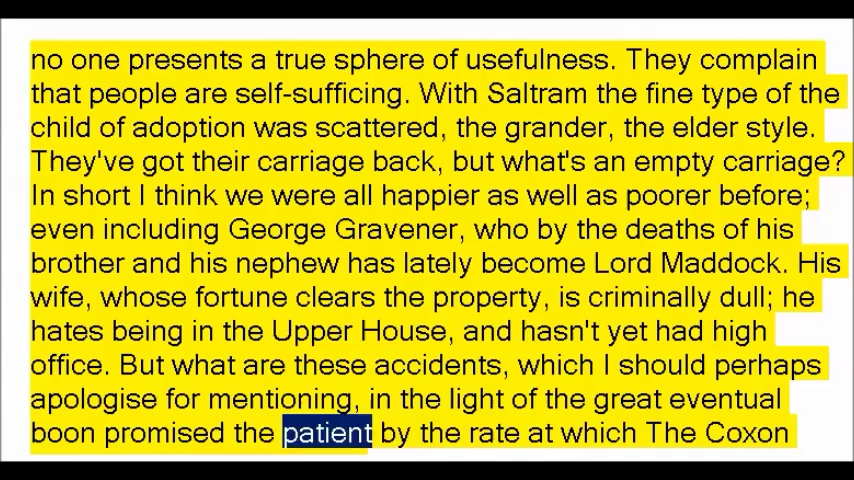 no one presents a true sphere of usefulness. They complain
that people are self-sufficing. With Saltram the fine type of the
child of adoption was scattered, the grander, the elder style.
They've got their carriage back, but what's an empty carriage?
In short I think we were all happier as well as poorer before;
even including George Gravener, who by the deaths of his
brother and his nephew has lately become Lord Maddock. His
wife, whose fortune clears the property, is criminally dull; he
hates being in the Upper House, and hasn't yet had high
office. But what are these accidents, which I should perhaps
apologise for mentioning, in the light of the great eventual
boon promised the patient by the rate at which The Coxon